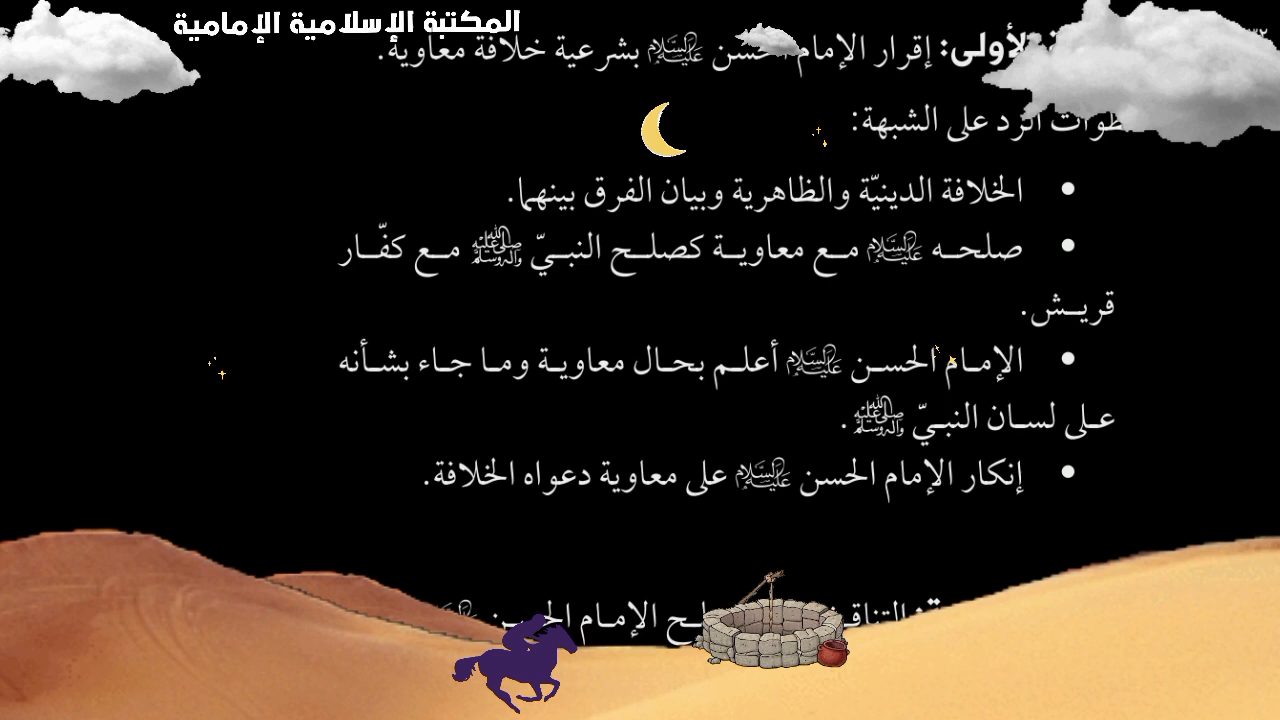 المكتبة الإسلامية الإمامية
الأولى: إقرار الإمام الحسن عليه السلام بشرعية خلافة معاوية.
الرد على الشبهة:
• الخلافة الدينيّة والظاهرية وبيان الفرق بينهما.
• صلحه عليه السلام مع معاوية كصلح النبيّ صلى الله عليه وآله وسلم مع كفّار
قريش.
• الإمام الحسن عليه السلام أعلم بحال معاوية وما جاء بشأنه
على لسان النبيّ صلى الله عليه وآله وسلم.
• إنكار الإمام الحسن عليه السلام على معاوية دعواه الخلافة.
الإمام